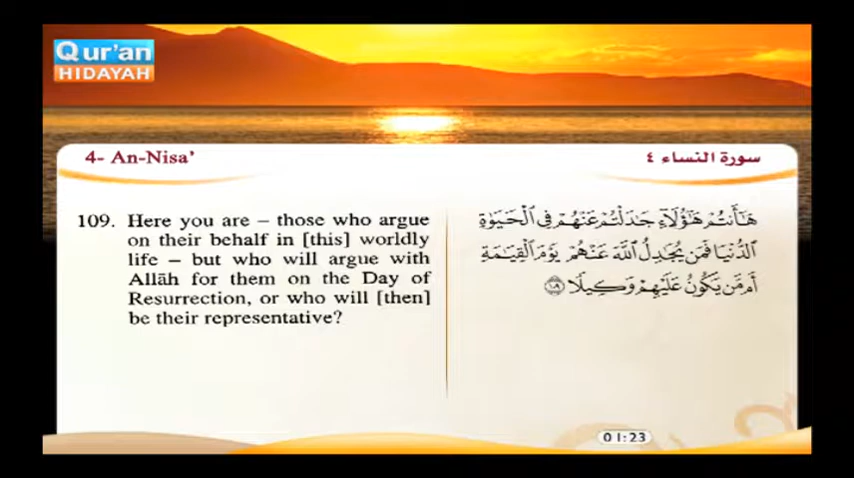 Qur'an
HIDAYAH
4- An-Nisa'
سورة النساء ٤
109. Here you are – those who argue
on their behalf in [this] worldly
life – but who will argue with
Allāh for them on the Day of
Resurrection, or who will [then]
be their representative?
هَـٰٓأَنتُمْ هَـٰٓؤُلَآءِ جَـٰدَلْتُمْ عَنْهُمْ فِى ٱلْحَيَوٰةِ
ٱلدُّنْيَا فَمَن يُجَـٰدِلُ ٱللَّهَ عَنْهُمْ يَوْمَ ٱلْقِيَـٰمَةِ
أَم مَّن يَكُونُ عَلَيْهِمْ وَكِيلًا ١٠٩
01:23